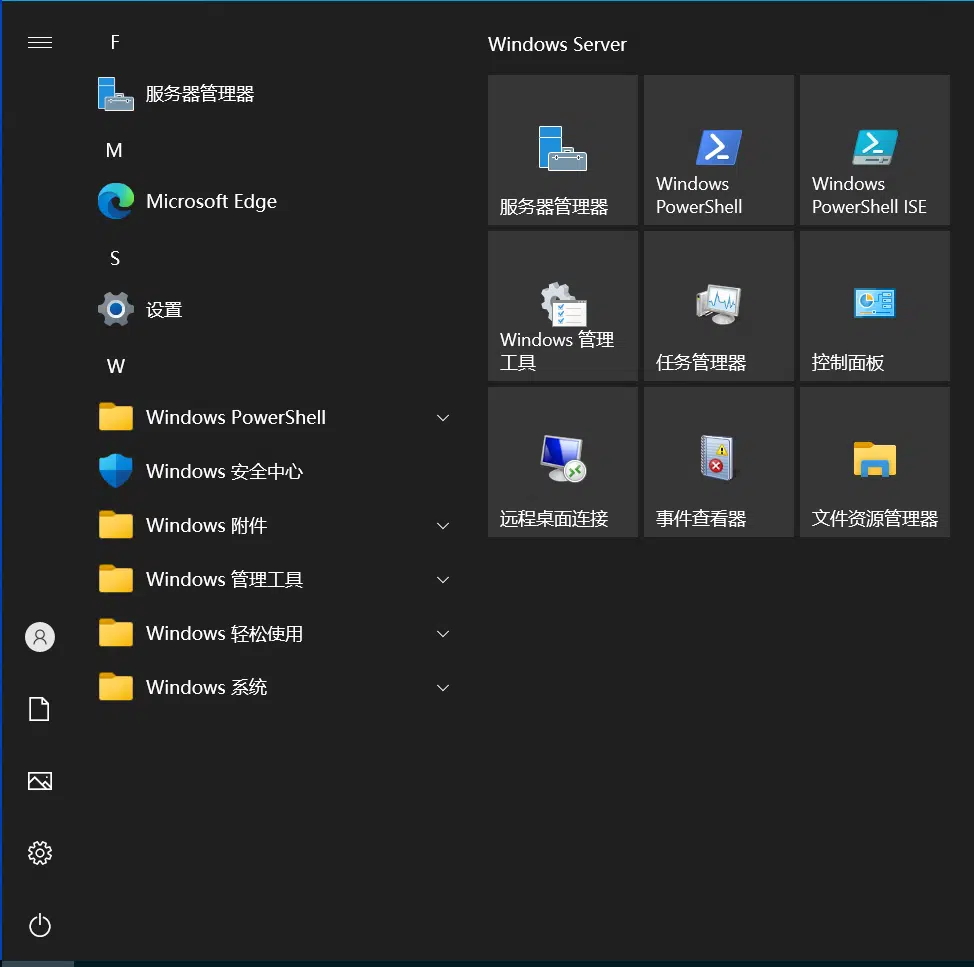 F
服务器管理器
M
Microsoft Edge
S
设置
W
Windows PowerShell
Windows 安全中心
Windows 附件
Windows 管理工具
Windows 轻松使用
Windows 系统
Windows Server
服务器管理器
Windows
PowerShell
Windows
PowerShell ISE
Windows 管理
工具
任务管理器
控制面板
远程桌面连接
事件查看器
文件资源管理器